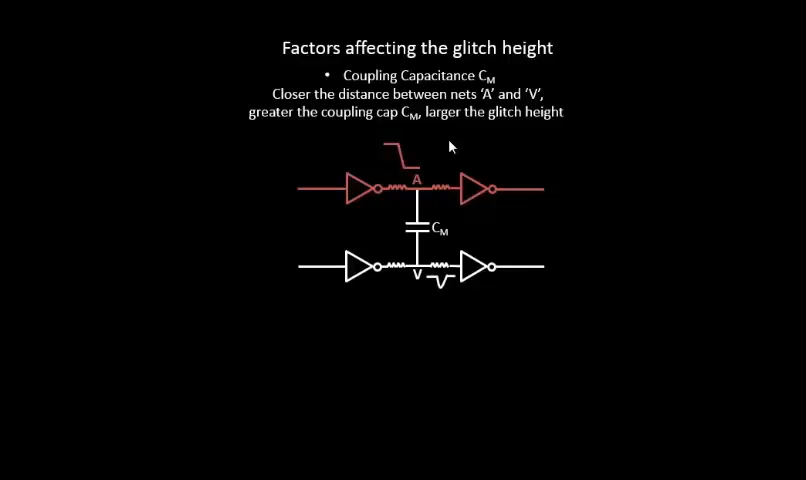 Factors affecting the glitch height
• Coupling Capacitance CM
Closer the distance between nets ‘A’ and ‘V’,
greater the coupling cap CM, larger the glitch height
A
CM
V